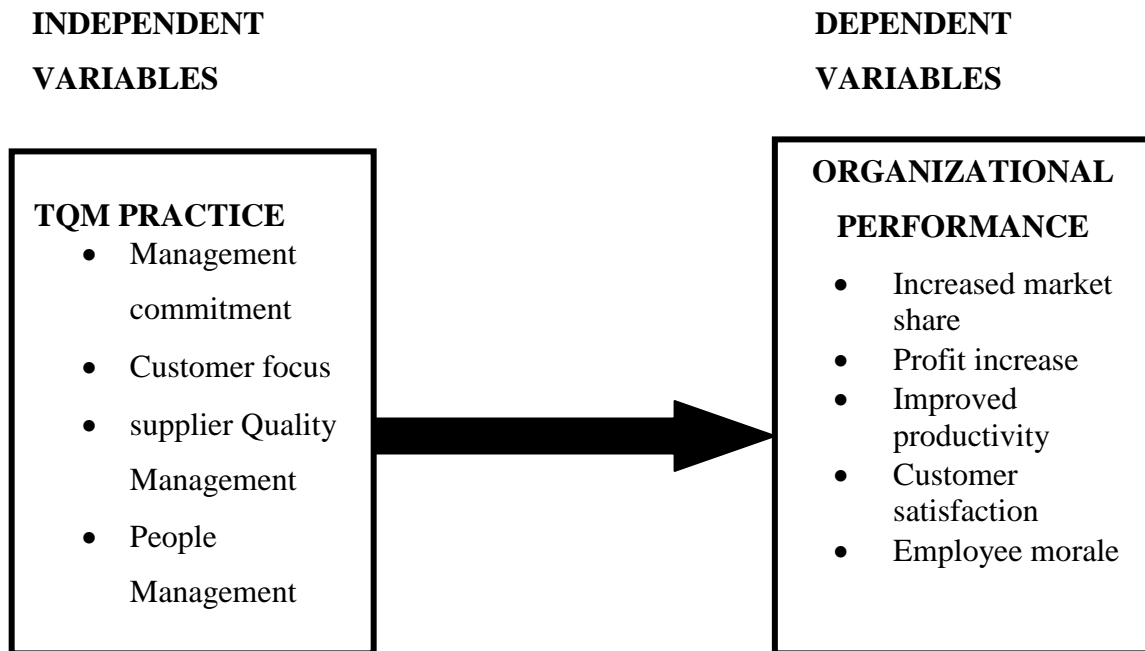 INDEPENDENT
VARIABLES
TQM PRACTICE
• Management
commitment
• Customer focus
• supplier Quality
Management
• People
Management
DEPENDENT
VARIABLES
ORGANIZATIONAL
PERFORMANCE
• Increased market
share
• Profit increase
• Improved
productivity
• Customer
satisfaction
• Employee morale